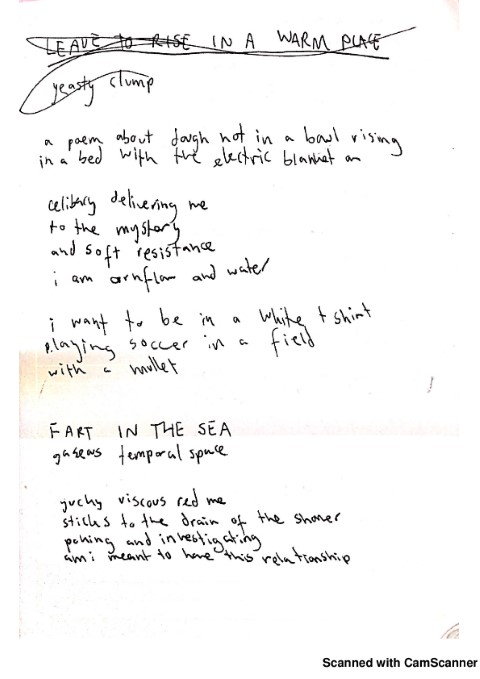 LEAVE TO RISE IN A WARM PLACE
yeasty clump
a poem about dough not in a bowl rising
in a bed with the electric blanket on
celibacy delivering me
to the mystery
and soft resistance
i am cornflour and water
i want to be in a white t shirt
playing soccer in a field
with a mullet
FART IN THE SEA
gaseous temporal space
yucky viscous red me
sticks to the drain of the shower
poking and investigating
am i meant to have this relationship
Scanned with CamScanner